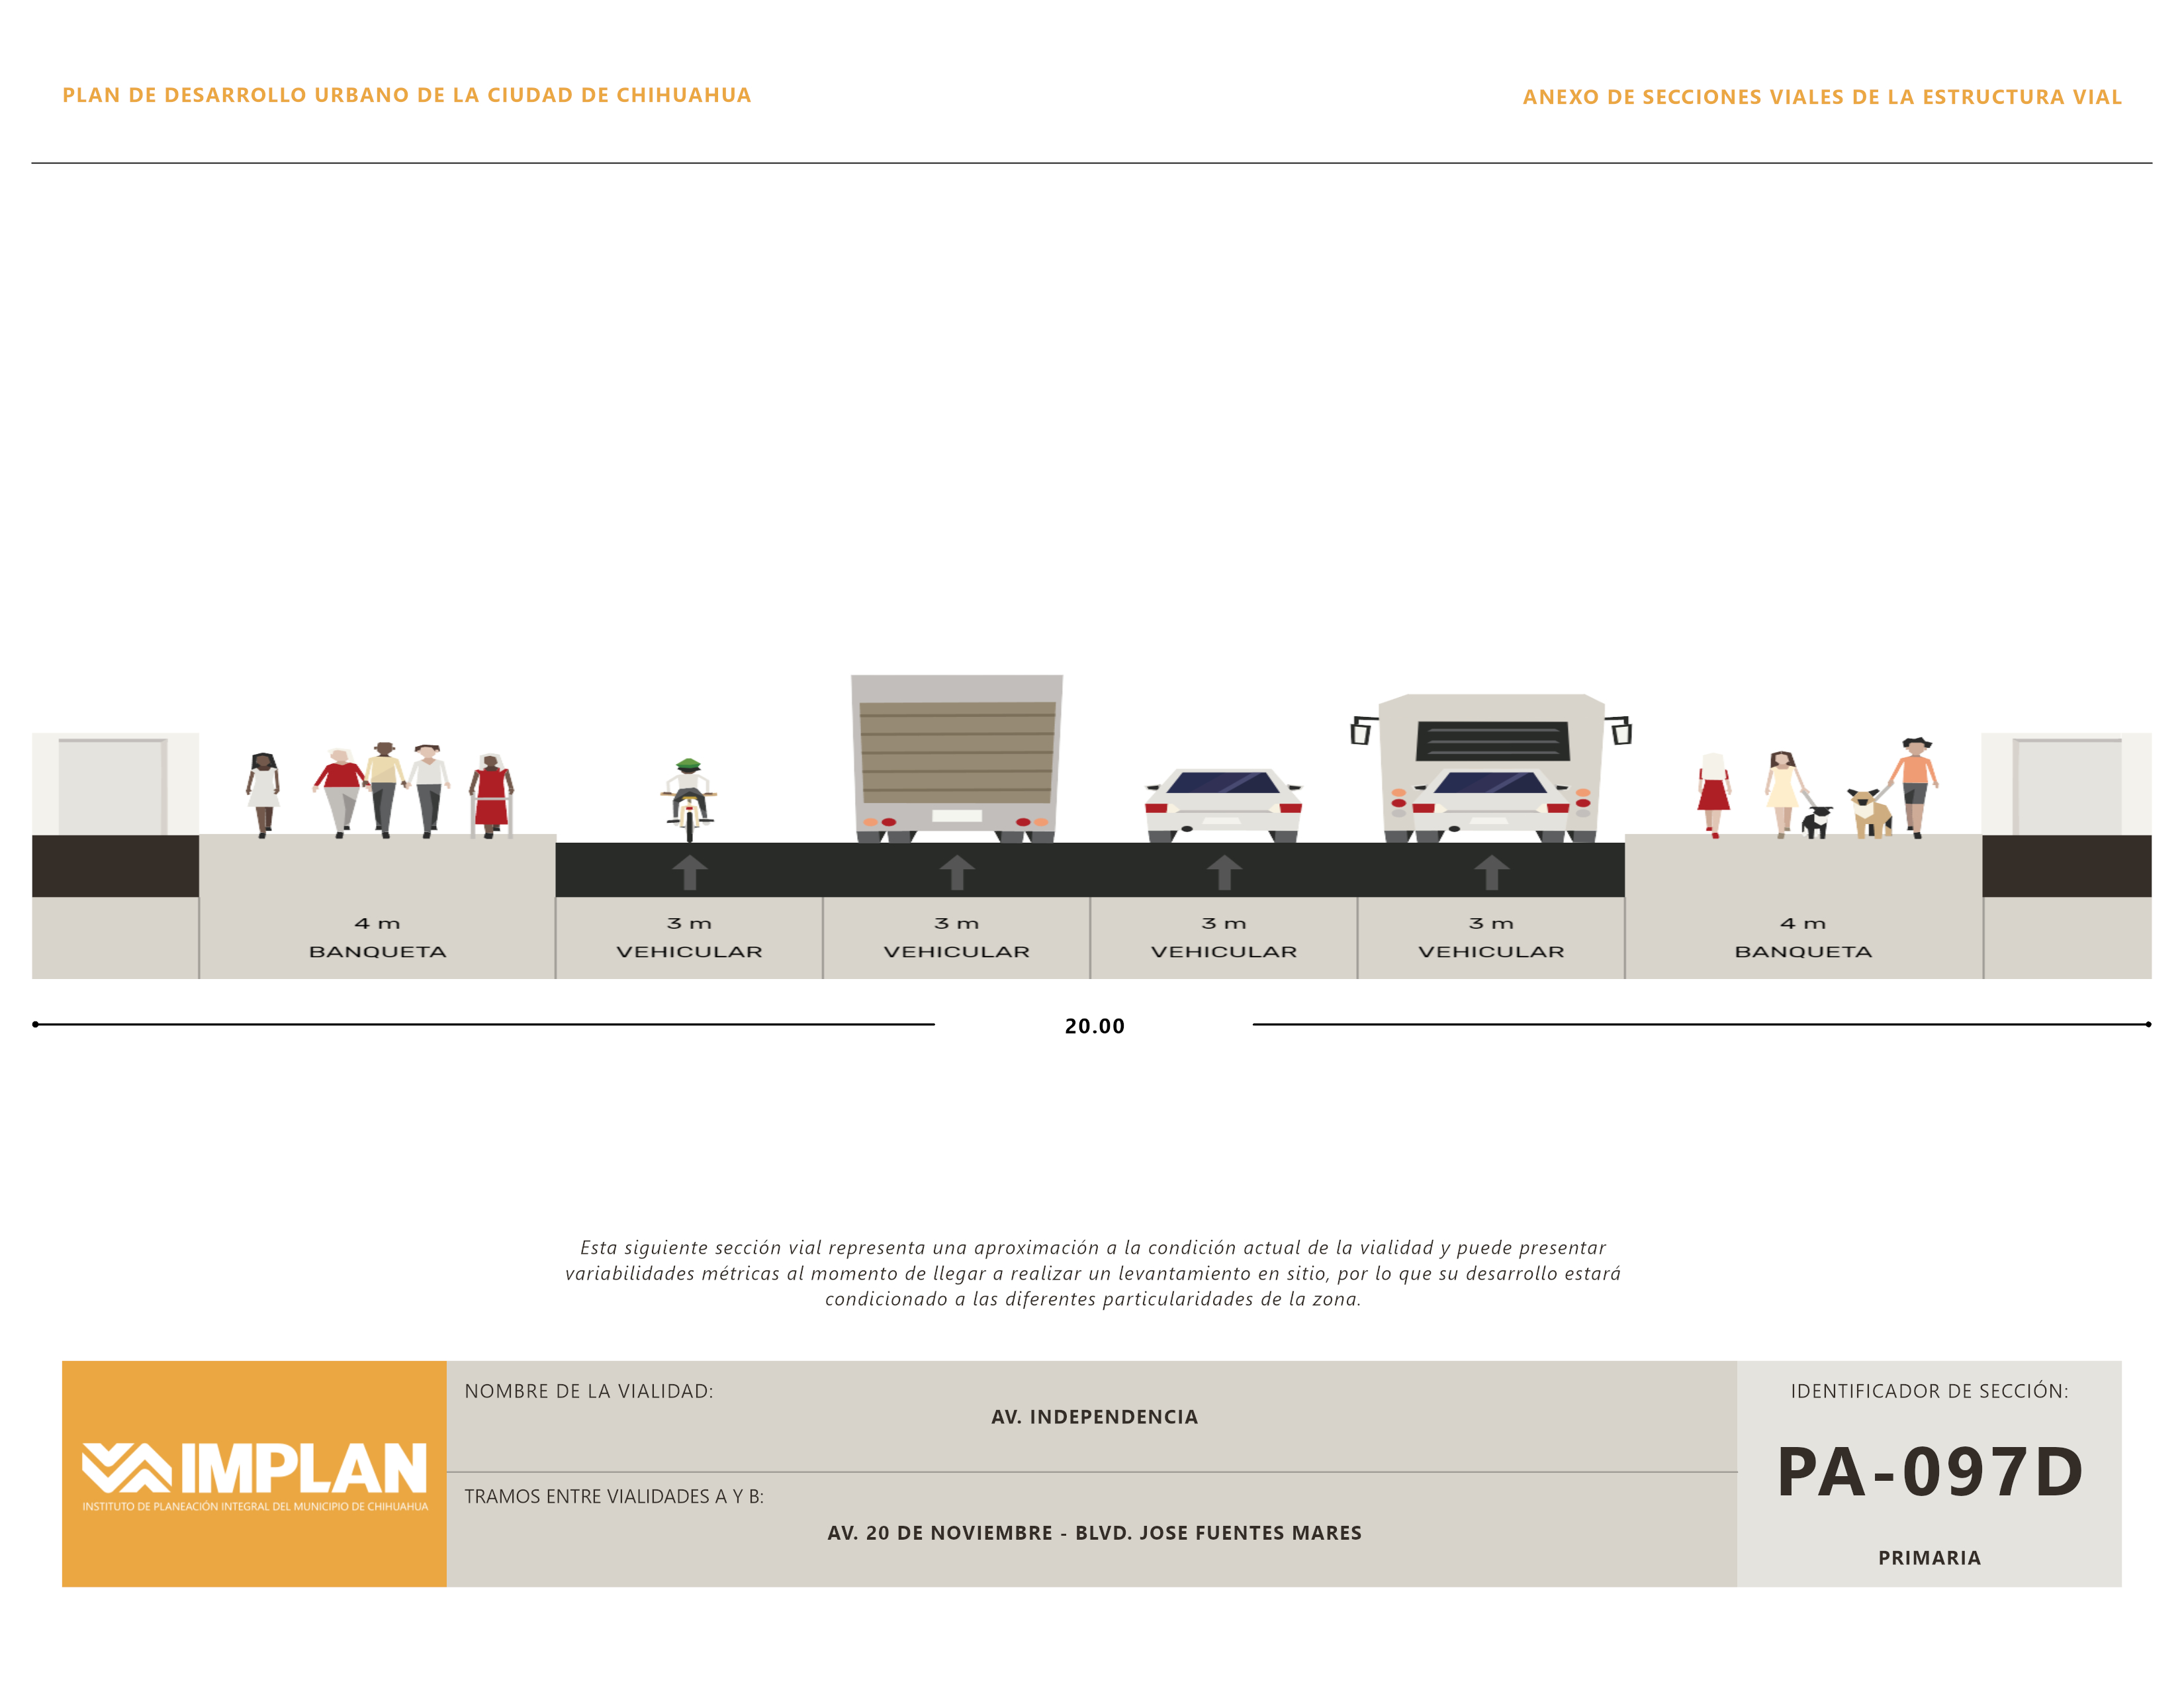 PLAN DE DESARROLLO URBANO DE LA CIUDAD DE CHIHUAHUA
ANEXO DE SECCIONES VIALES DE LA ESTRUCTURA VIAL
4 m
BANQUETA
3 m
VEHICULAR
3 m
VEHICULAR
3 m
VEHICULAR
3 m
VEHICULAR
4 m
BANQUETA
20.00
Esta siguiente sección vial representa una aproximación a la condición actual de la vialidad y puede presentar
variabilidades métricas al momento de llegar a realizar un levantamiento en sitio, por lo que su desarrollo estará
condicionado a las diferentes particularidades de la zona.
IMPLAN
INSTITUTO DE PLANEACIÓN INTEGRAL DEL MUNICIPIO DE CHIHUAHUA
NOMBRE DE LA VIALIDAD:
AV. INDEPENDENCIA
TRAMOS ENTRE VIALIDADES A Y B:
AV. 20 DE NOVIEMBRE - BLVD. JOSE FUENTES MARES
IDENTIFICADOR DE SECCIÓN:
PA-097D
PRIMARIA